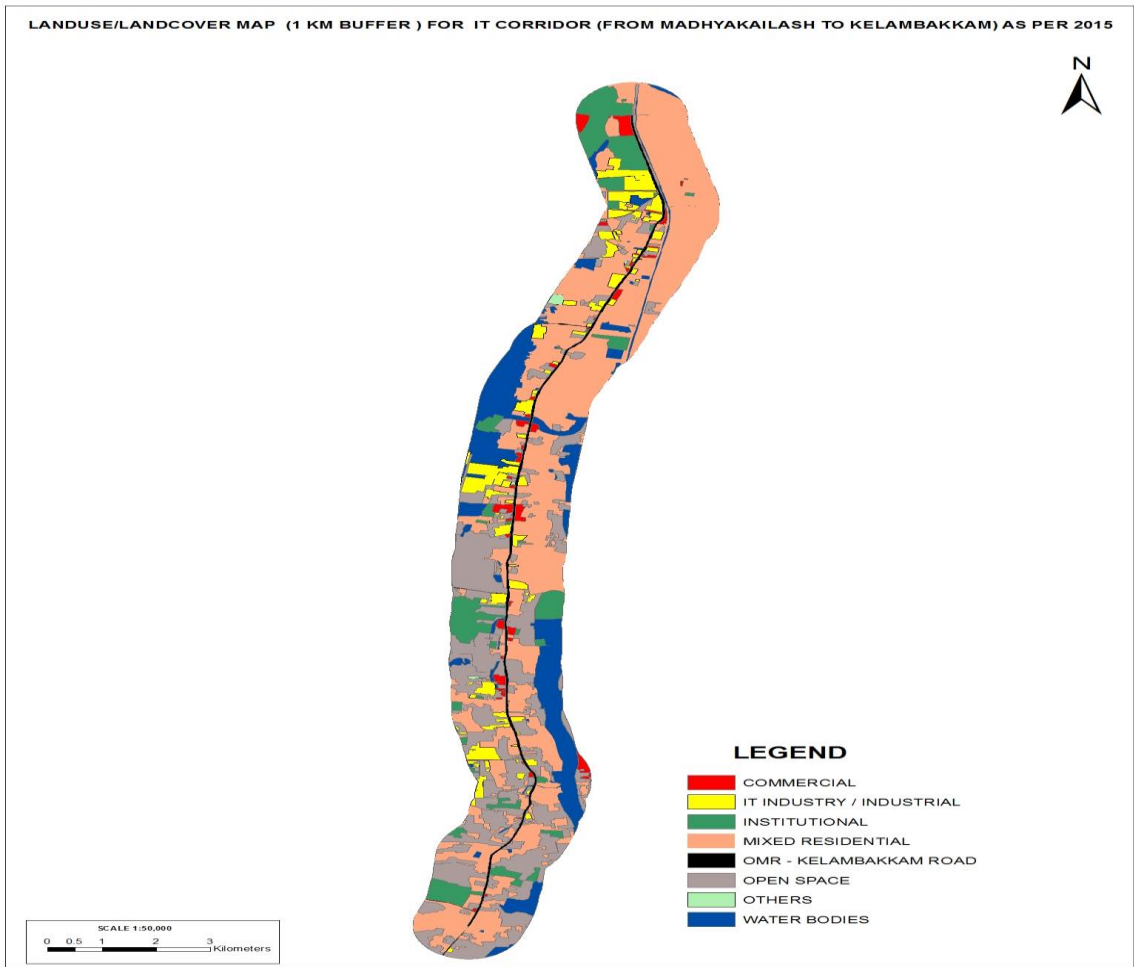 LANDUSE/LANDCOVER MAP (1 KM BUFFER ) FOR IT CORRIDOR (FROM MADHYAKAILASH TO KELAMBAKKAM) AS PER 2015
N
LEGEND
COMMERCIAL
IT INDUSTRY / INDUSTRIAL
INSTITUTIONAL
MIXED RESIDENTIAL
OMR - KELAMBAKKAM ROAD
OPEN SPACE
OTHERS
WATER BODIES
SCALE 1:50,000
0 0.5 1 2 3
Kilometers